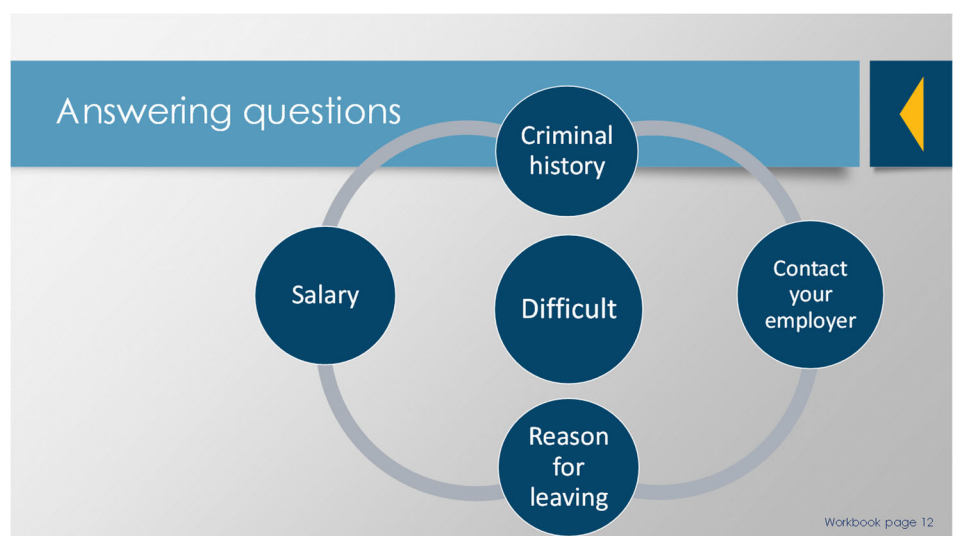 Answering questions
Criminal
history
Salary
Difficult
Contact
your
employer
Reason
for
leaving
Workbook page 12